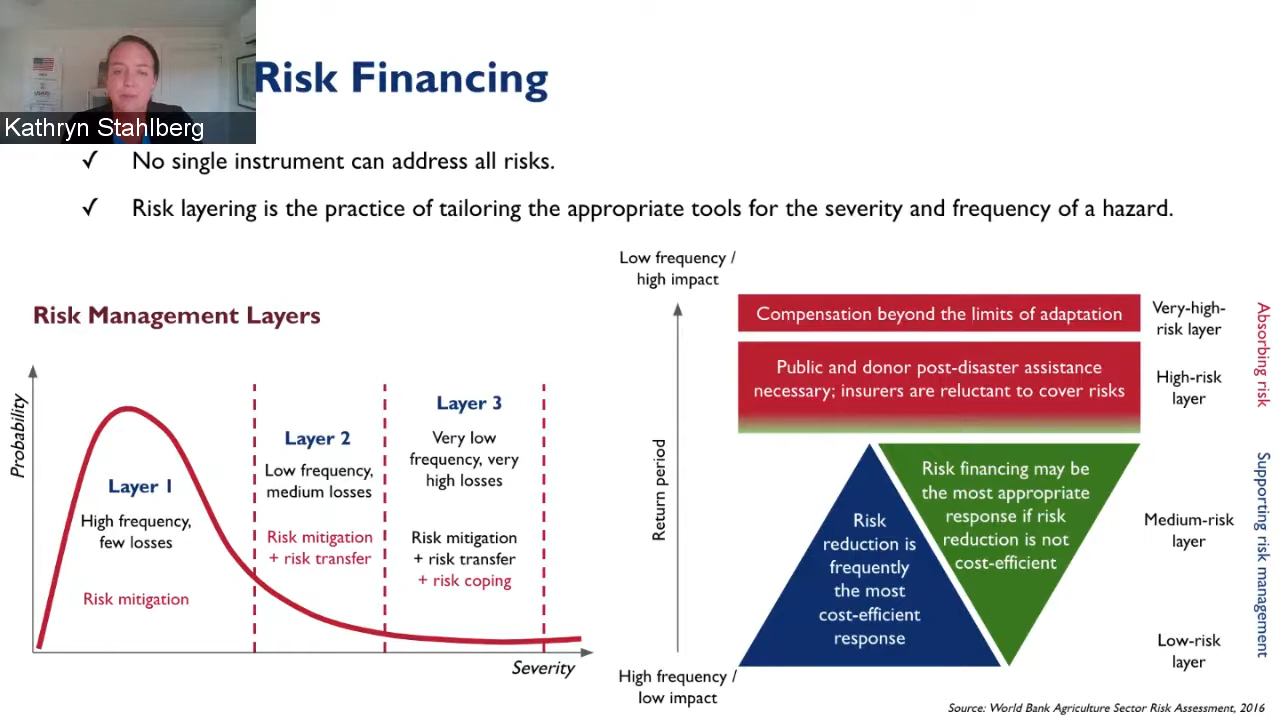 Risk Financing
Kathryn Stahlberg
✓ No single instrument can address all risks.
✓ Risk layering is the practice of tailoring the appropriate tools for the severity and frequency of a hazard.
Risk Management Layers
Probability
Layer 1
High frequency,
few losses
Risk mitigation
Layer 2
Low frequency,
medium losses
Risk mitigation
+ risk transfer
Layer 3
Very low
frequency, very
high losses
Risk mitigation
+ risk transfer
+ risk coping
Severity
Low frequency /
high impact
Return period
High frequency /
low impact
Compensation beyond the limits of adaptation
Public and donor post-disaster assistance
necessary; insurers are reluctant to cover risks
Risk
reduction is
frequently
the most
cost-efficient
response
Risk financing may be
the most appropriate
response if risk
reduction is not
cost-efficient
Very-high-
risk layer
High-risk
layer
Medium-risk
layer
Low-risk
layer
Absorbing risk
Supporting risk management
Source: World Bank Agriculture Sector Risk Assessment, 2016